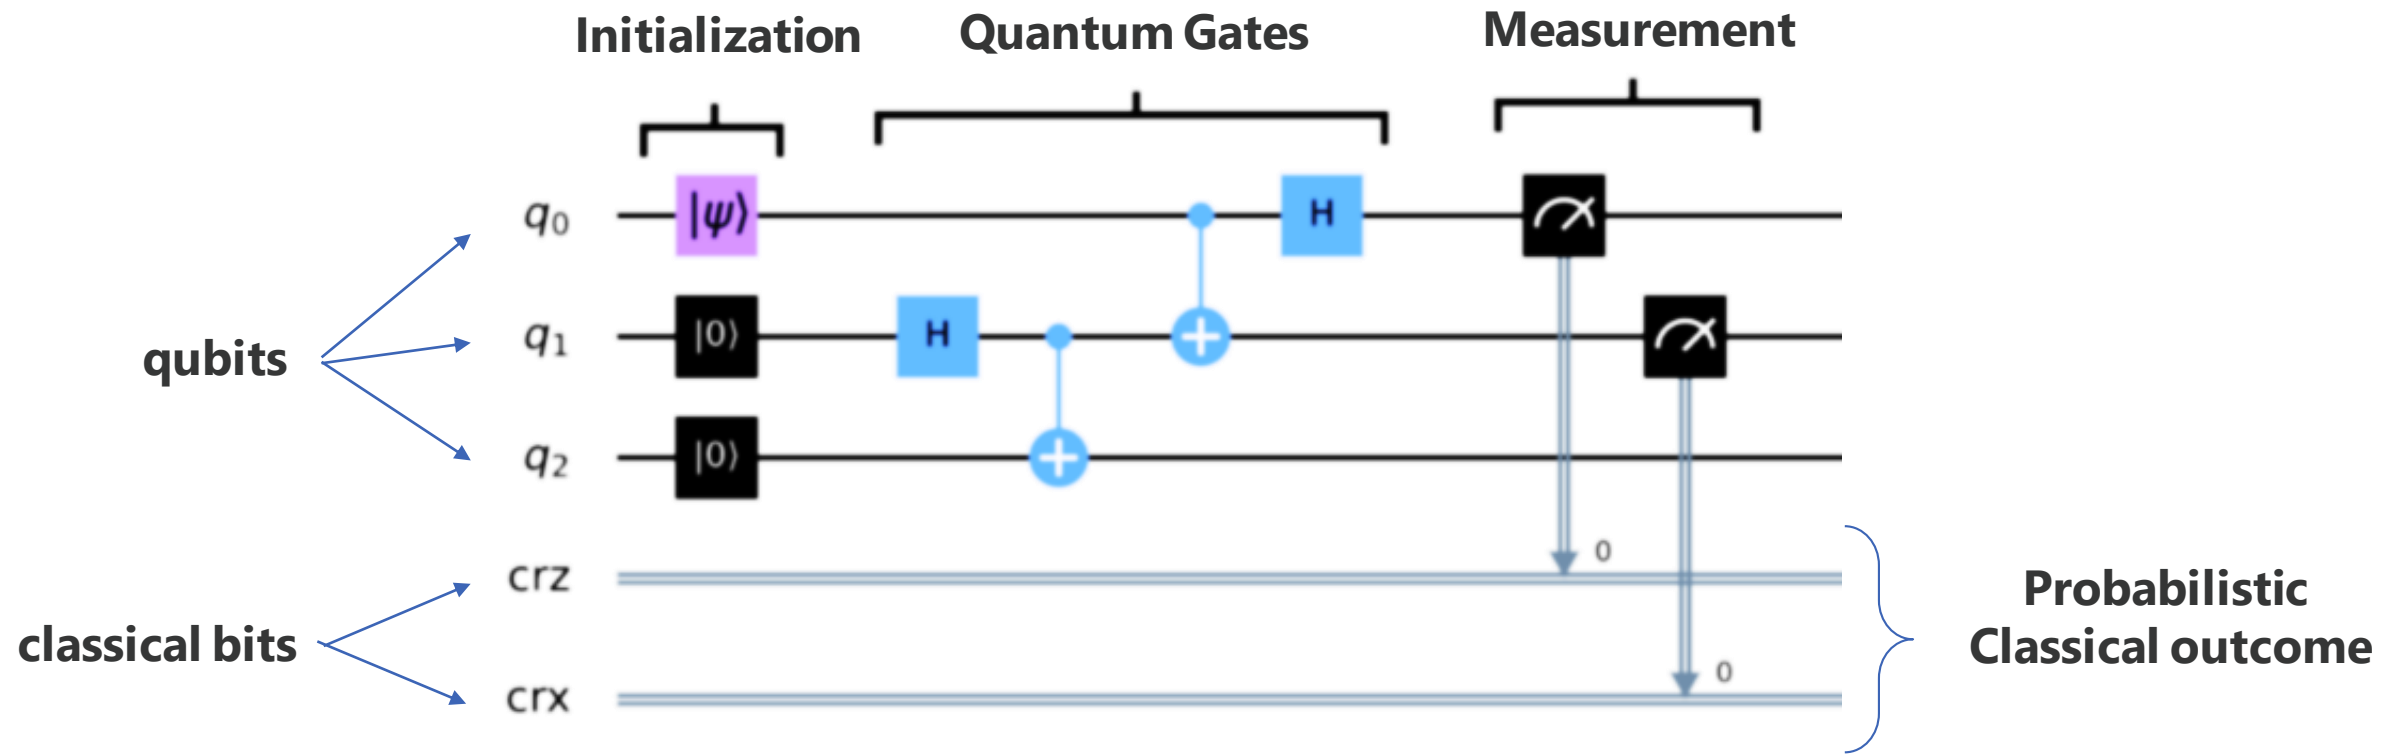 Initialization
Quantum Gates
Measurement
q0
|ψ⟩
H
q1
|0⟩
H
qubits
q2
|0⟩
0
crz
classical bits
0
crx
Probabilistic
Classical outcome